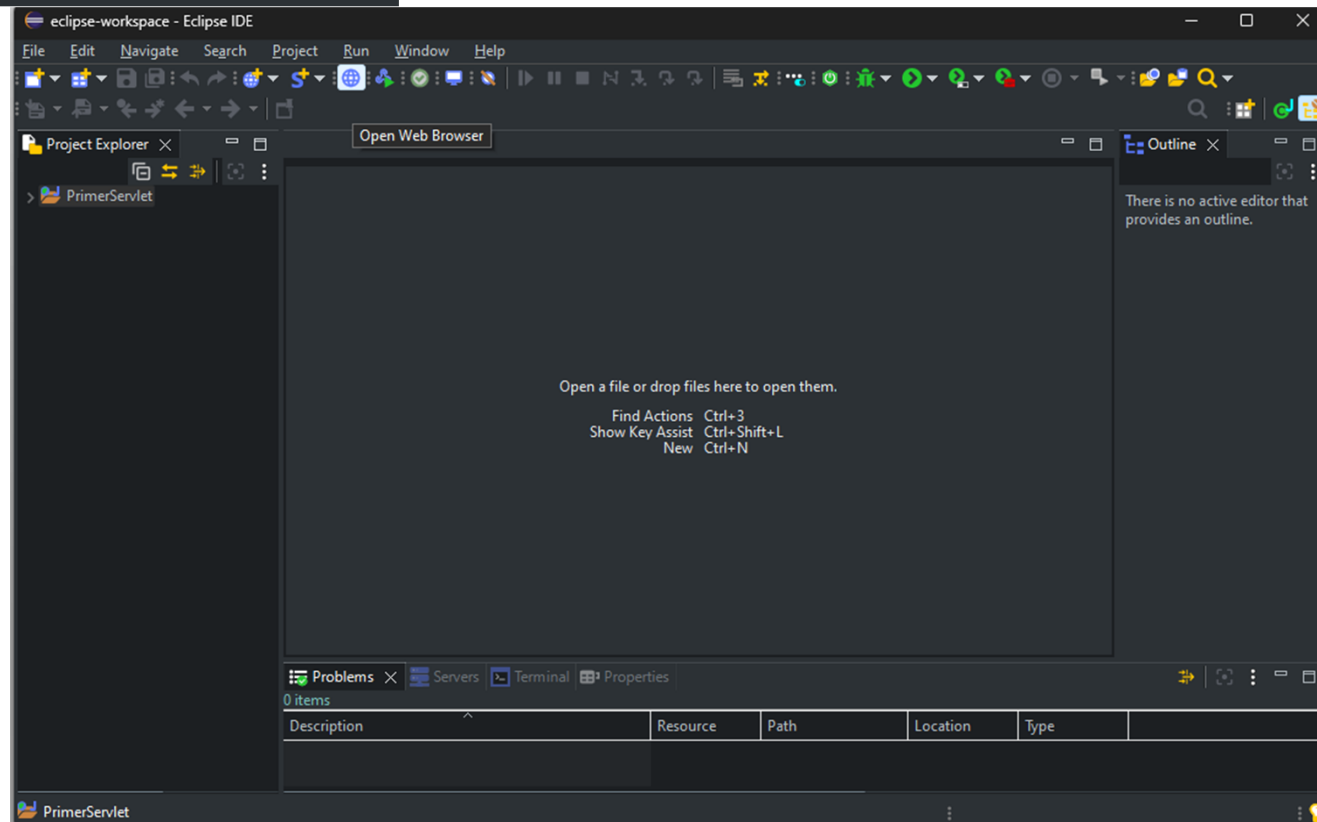 eclipse-workspace - Eclipse IDE
File Edit Navigate Search Project Run Window Help
Open Web Browser
Project Explorer
Outline
PrimerServlet
There is no active editor that
provides an outline.
Open a file or drop files here to open them.
Find Actions Ctrl+3
Show Key Assist Ctrl+Shift+L
New Ctrl+N
Problems Servers Terminal Properties
0 items
Description Resource Path Location Type
PrimerServlet